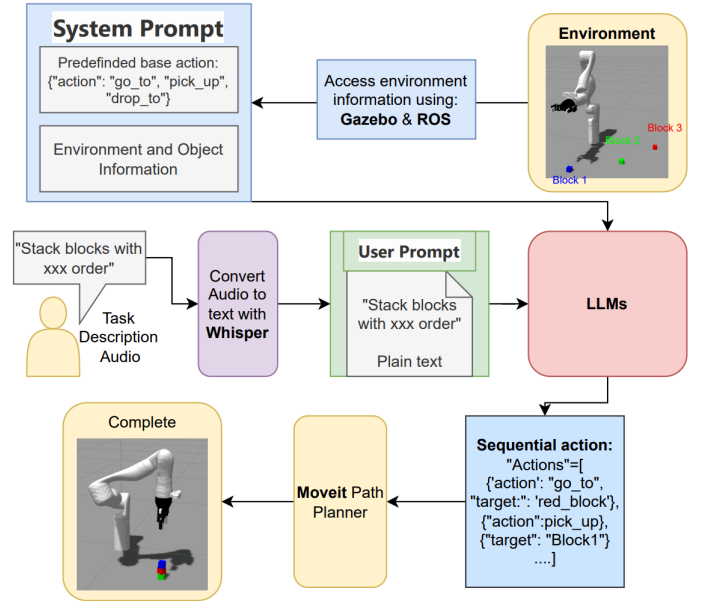 System Prompt
Predefinded base action:
{"action": "go_to", "pick_up",
"drop_to"}
Environment and Object
Information
Access environment
information using:
Gazebo & ROS
Environment
Block 3
Block 2
Block 1
"Stack blocks with
xxx order"
Task
Description
Audio
Convert
Audio to
text with
Whisper
User Prompt
"Stack blocks
with xxx order"
Plain text
LLMs
Complete
Moveit Path
Planner
Sequential action:
"Actions"=[
{'action': "go_to",
"target:": 'red_block'},
{"action":pick_up},
{"target": "Block1"}
....]